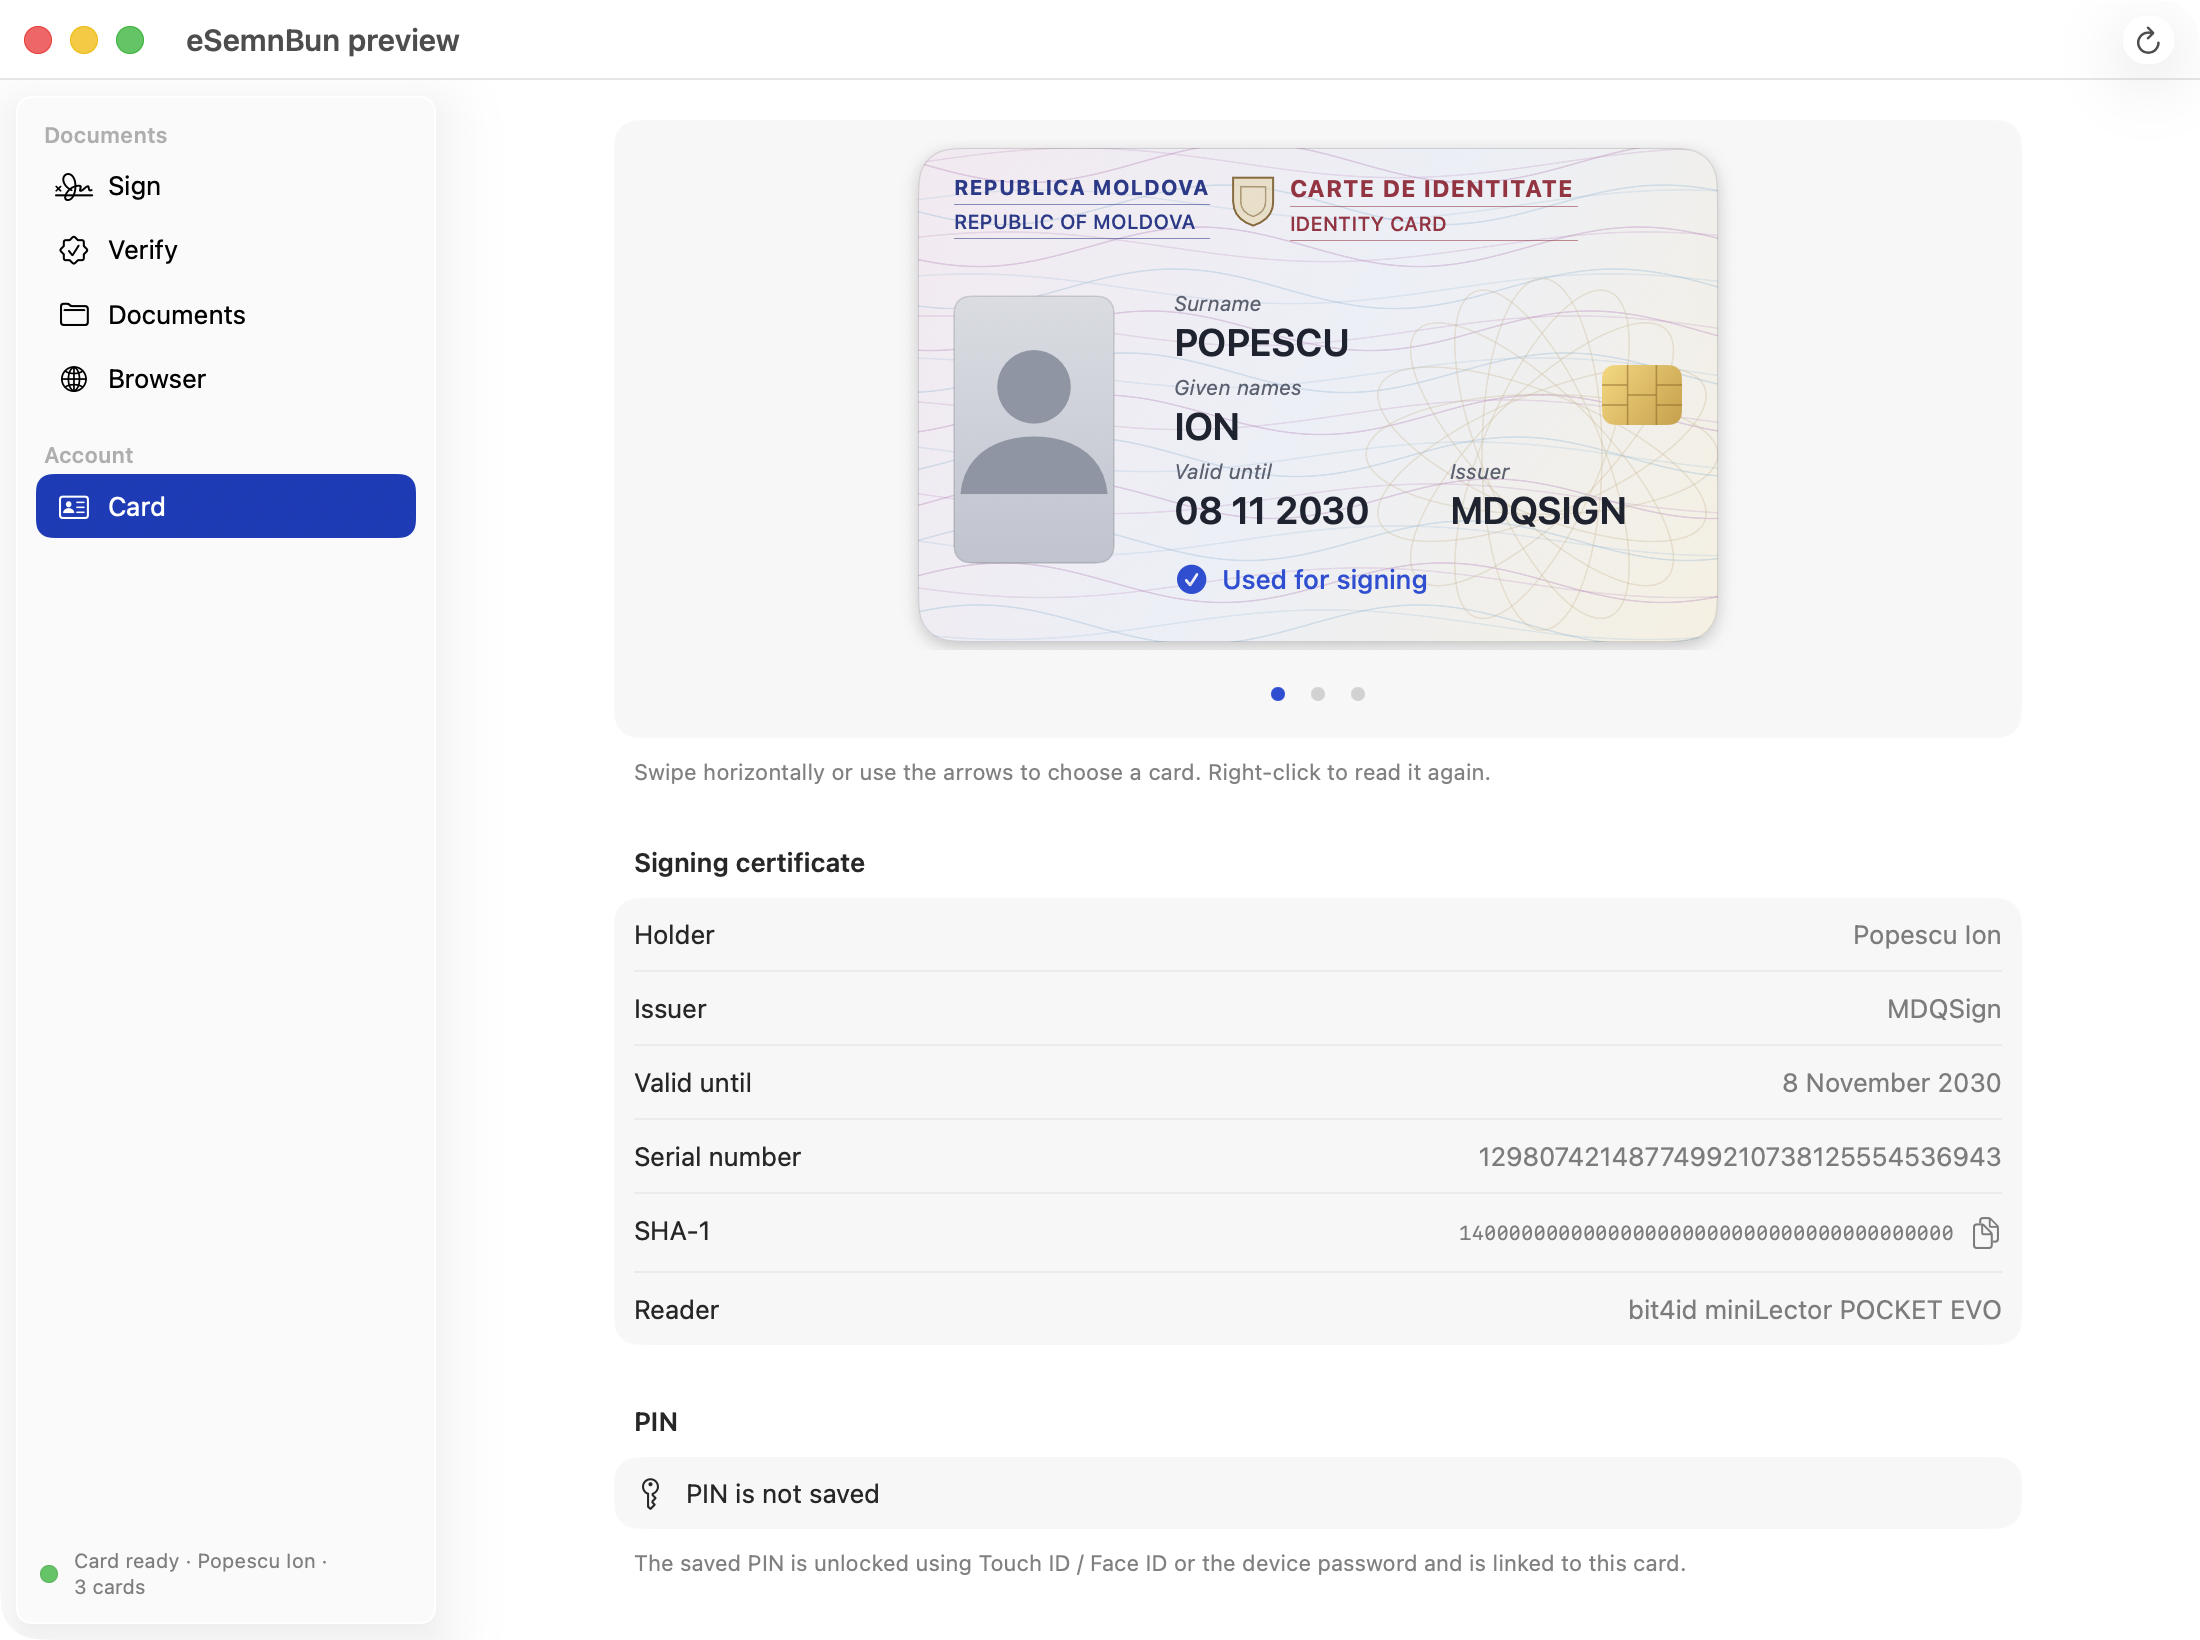 eSemnBun preview
Documents
Sign
Verify
Documents
Browser
Account
Card
Card ready · Popescu Ion ·
3 cards
REPUBLICA MOLDOVA
REPUBLIC OF MOLDOVA
CARTE DE IDENTITATE
IDENTITY CARD
Surname
POPESCU
Given names
ION
Valid until
08 11 2030
Issuer
MDQSIGN
Used for signing
Swipe horizontally or use the arrows to choose a card. Right-click to read it again.
Signing certificate
Holder Popescu Ion
Issuer MDQSign
Valid until 8 November 2030
Serial number 129807421487749921073812555453​6943
SHA-1 1400000000000000000000000000000000000000
Reader bit4id miniLector POCKET EVO
PIN
PIN is not saved
The saved PIN is unlocked using Touch ID / Face ID or the device password and is linked to this card.